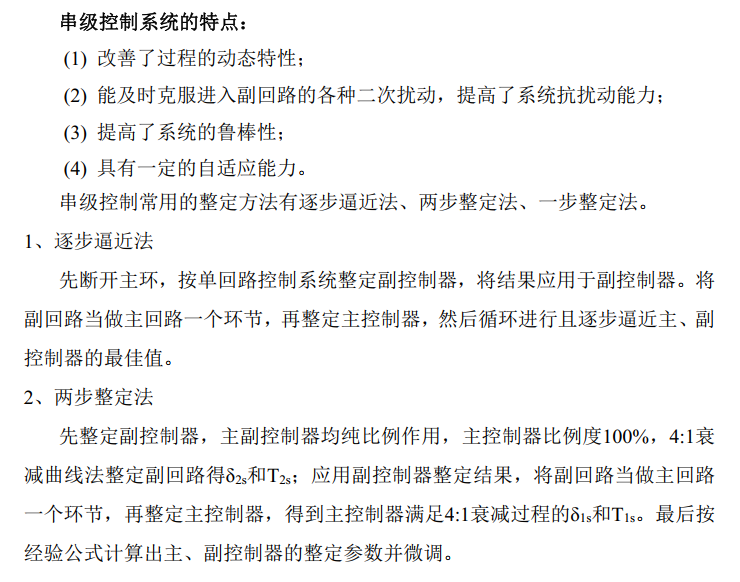 串级控制系统的特点：
(1) 改善了过程的动态特性；
(2) 能及时克服进入副回路的各种二次扰动，提高了系统抗扰动能力；
(3) 提高了系统的鲁棒性；
(4) 具有一定的自适应能力。
串级控制常用的整定方法有逐步逼近法、两步整定法、一步整定法。
1、逐步逼近法
先断开主环，按单回路控制系统整定副控制器，将结果应用于副控制器。将
副回路当做主回路一个环节，再整定主控制器，然后循环进行且逐步逼近主、副
控制器的最佳值。
2、两步整定法
先整定副控制器，主副控制器均纯比例作用，主控制器比例度100%，4:1衰
减曲线法整定副回路得δ2s和T2s；应用副控制器整定结果，将副回路当做主回路
一个环节，再整定主控制器，得到主控制器满足4:1衰减过程的δ1s和T1s。最后按
经验公式计算出主、副控制器的整定参数并微调。